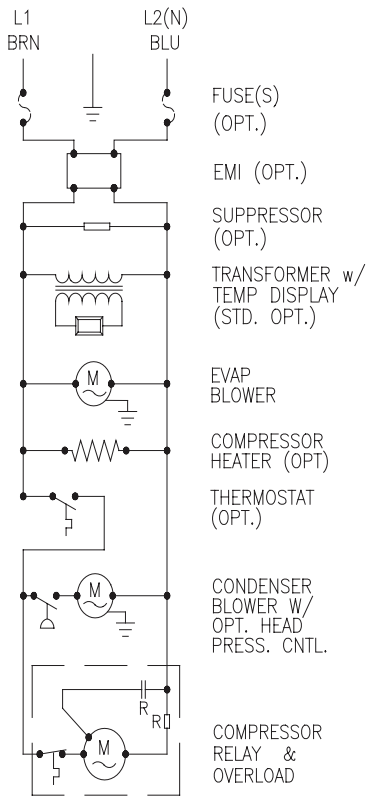 L1
BRN
L2(N)
BLU
FUSE(S)
(OPT.)
EMI (OPT.)
SUPPRESSOR
(OPT.)
TRANSFORMER w/
TEMP DISPLAY
(STD. OPT.)
M
EVAP
BLOWER
COMPRESSOR
HEATER (OPT)
THERMOSTAT
(OPT.)
M
CONDENSER
BLOWER W/
OPT. HEAD
PRESS. CNTL.
R
R
M
COMPRESSOR
RELAY &
OVERLOAD